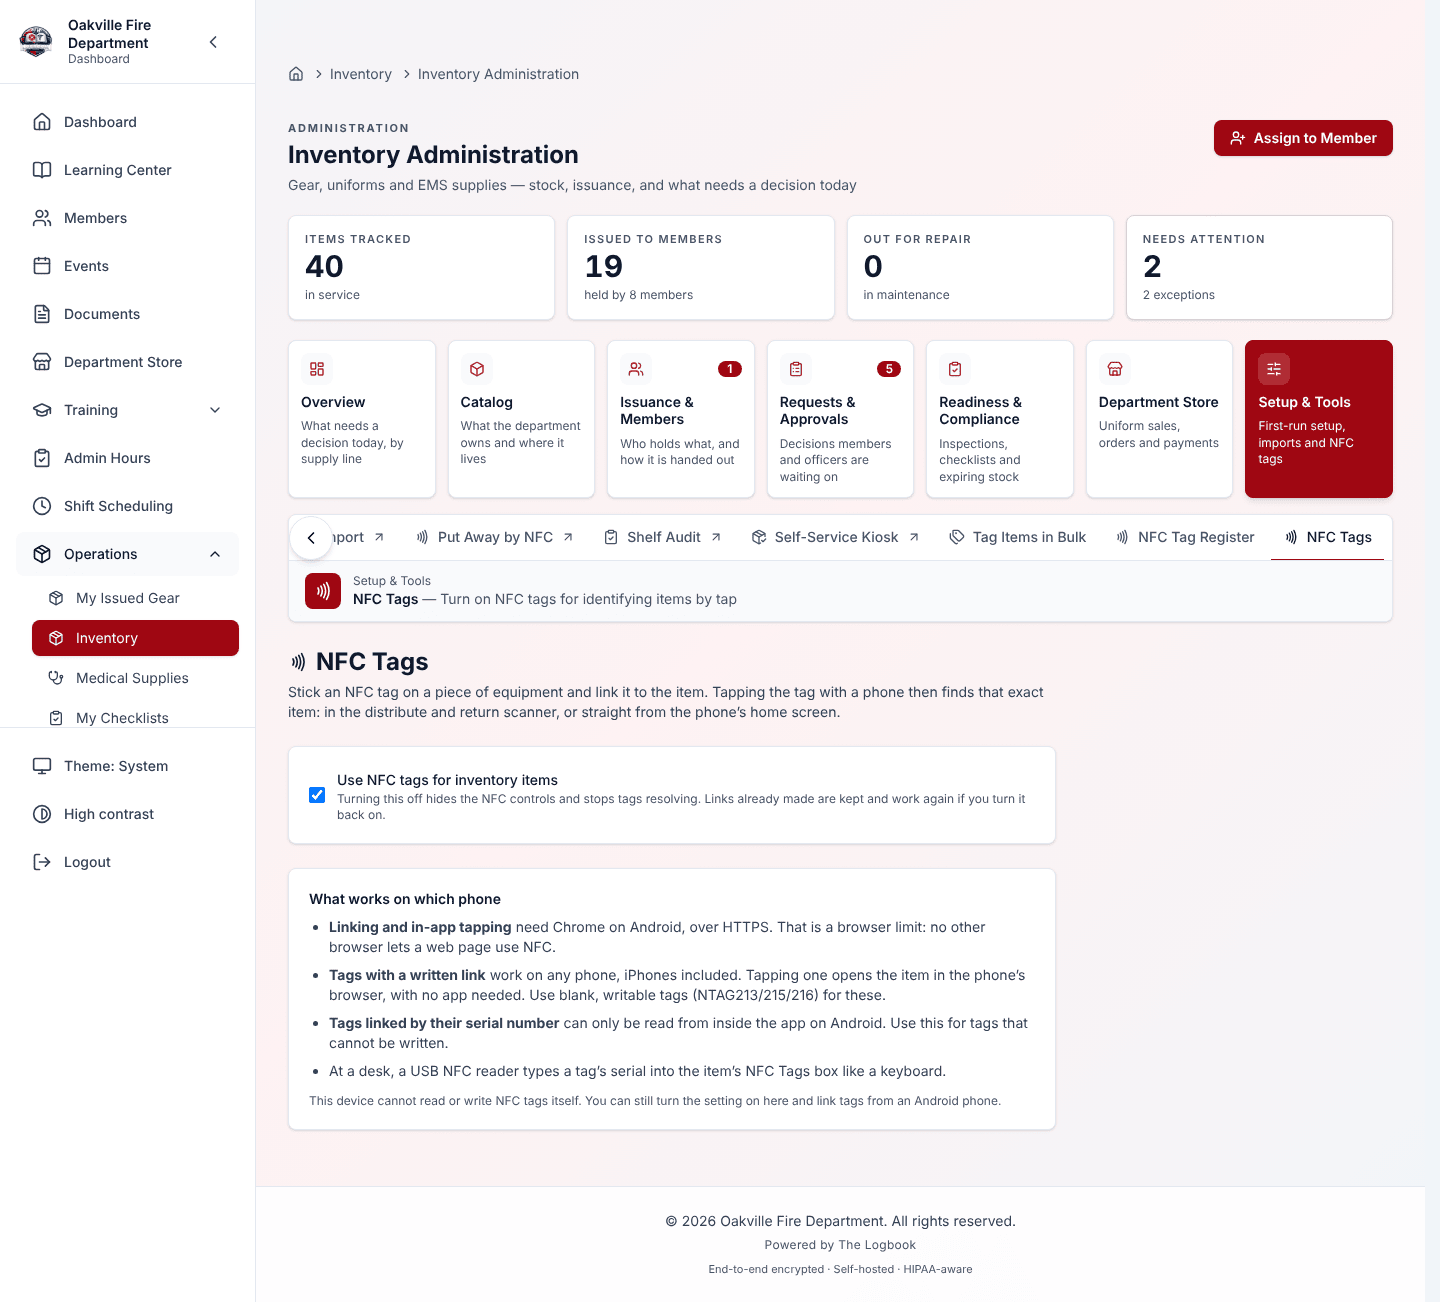 Oakville Fire
Department
Dashboard
Dashboard
Learning Center
Members
Events
Documents
Department Store
Training
Admin Hours
Shift Scheduling
Operations
My Issued Gear
Inventory
Medical Supplies
My Checklists
Theme: System
High contrast
Logout
Inventory
Inventory Administration
ADMINISTRATION
Inventory Administration
Gear, uniforms and EMS supplies — stock, issuance, and what needs a decision today
Assign to Member
ITEMS TRACKED
40
in service
ISSUED TO MEMBERS
19
held by 8 members
OUT FOR REPAIR
0
in maintenance
NEEDS ATTENTION
2
2 exceptions
Overview
What needs a
decision today, by
supply line
Catalog
What the department
owns and where it
lives
1
Issuance &
Members
Who holds what, and
how it is handed out
5
Requests &
Approvals
Decisions members
and officers are
waiting on
Readiness &
Compliance
Inspections,
checklists and
expiring stock
Department Store
Uniform sales,
orders and payments
Setup & Tools
First-run setup,
imports and NFC
tags
Put Away by NFC
Shelf Audit
Self-Service Kiosk
Tag Items in Bulk
NFC Tag Register
NFC Tags
Setup & Tools
NFC Tags — Turn on NFC tags for identifying items by tap
NFC Tags
Stick an NFC tag on a piece of equipment and link it to the item. Tapping the tag with a phone then finds that exact
item: in the distribute and return scanner, or straight from the phone’s home screen.
Use NFC tags for inventory items
Turning this off hides the NFC controls and stops tags resolving. Links already made are kept and work again if you turn it
back on.
What works on which phone
• Linking and in-app tapping need Chrome on Android, over HTTPS. That is a browser limit: no other
browser lets a web page use NFC.
• Tags with a written link work on any phone, iPhones included. Tapping one opens the item in the phone’s
browser, with no app needed. Use blank, writable tags (NTAG213/215/216) for these.
• Tags linked by their serial number can only be read from inside the app on Android. Use this for tags that
cannot be written.
• At a desk, a USB NFC reader types a tag’s serial into the item’s NFC Tags box like a keyboard.
This device cannot read or write NFC tags itself. You can still turn the setting on here and link tags from an Android phone.
© 2026 Oakville Fire Department. All rights reserved.
Powered by The Logbook
End-to-end encrypted · Self-hosted · HIPAA-aware